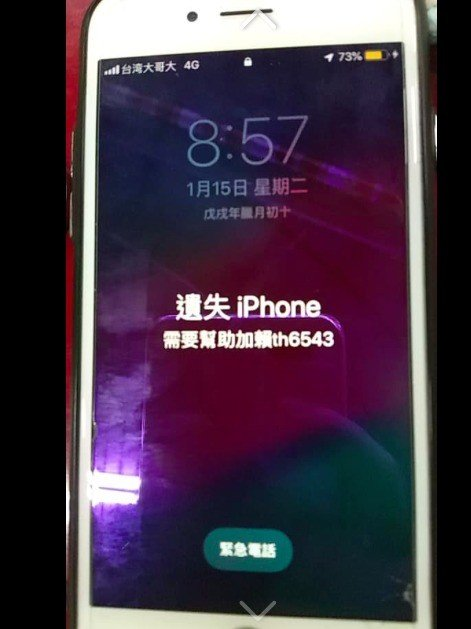 台湾大哥大 4G 73%
8:57
1月15日 星期二
戊戌年臘月初十
遺失 iPhone
需要幫助加賴th6543
緊急電話